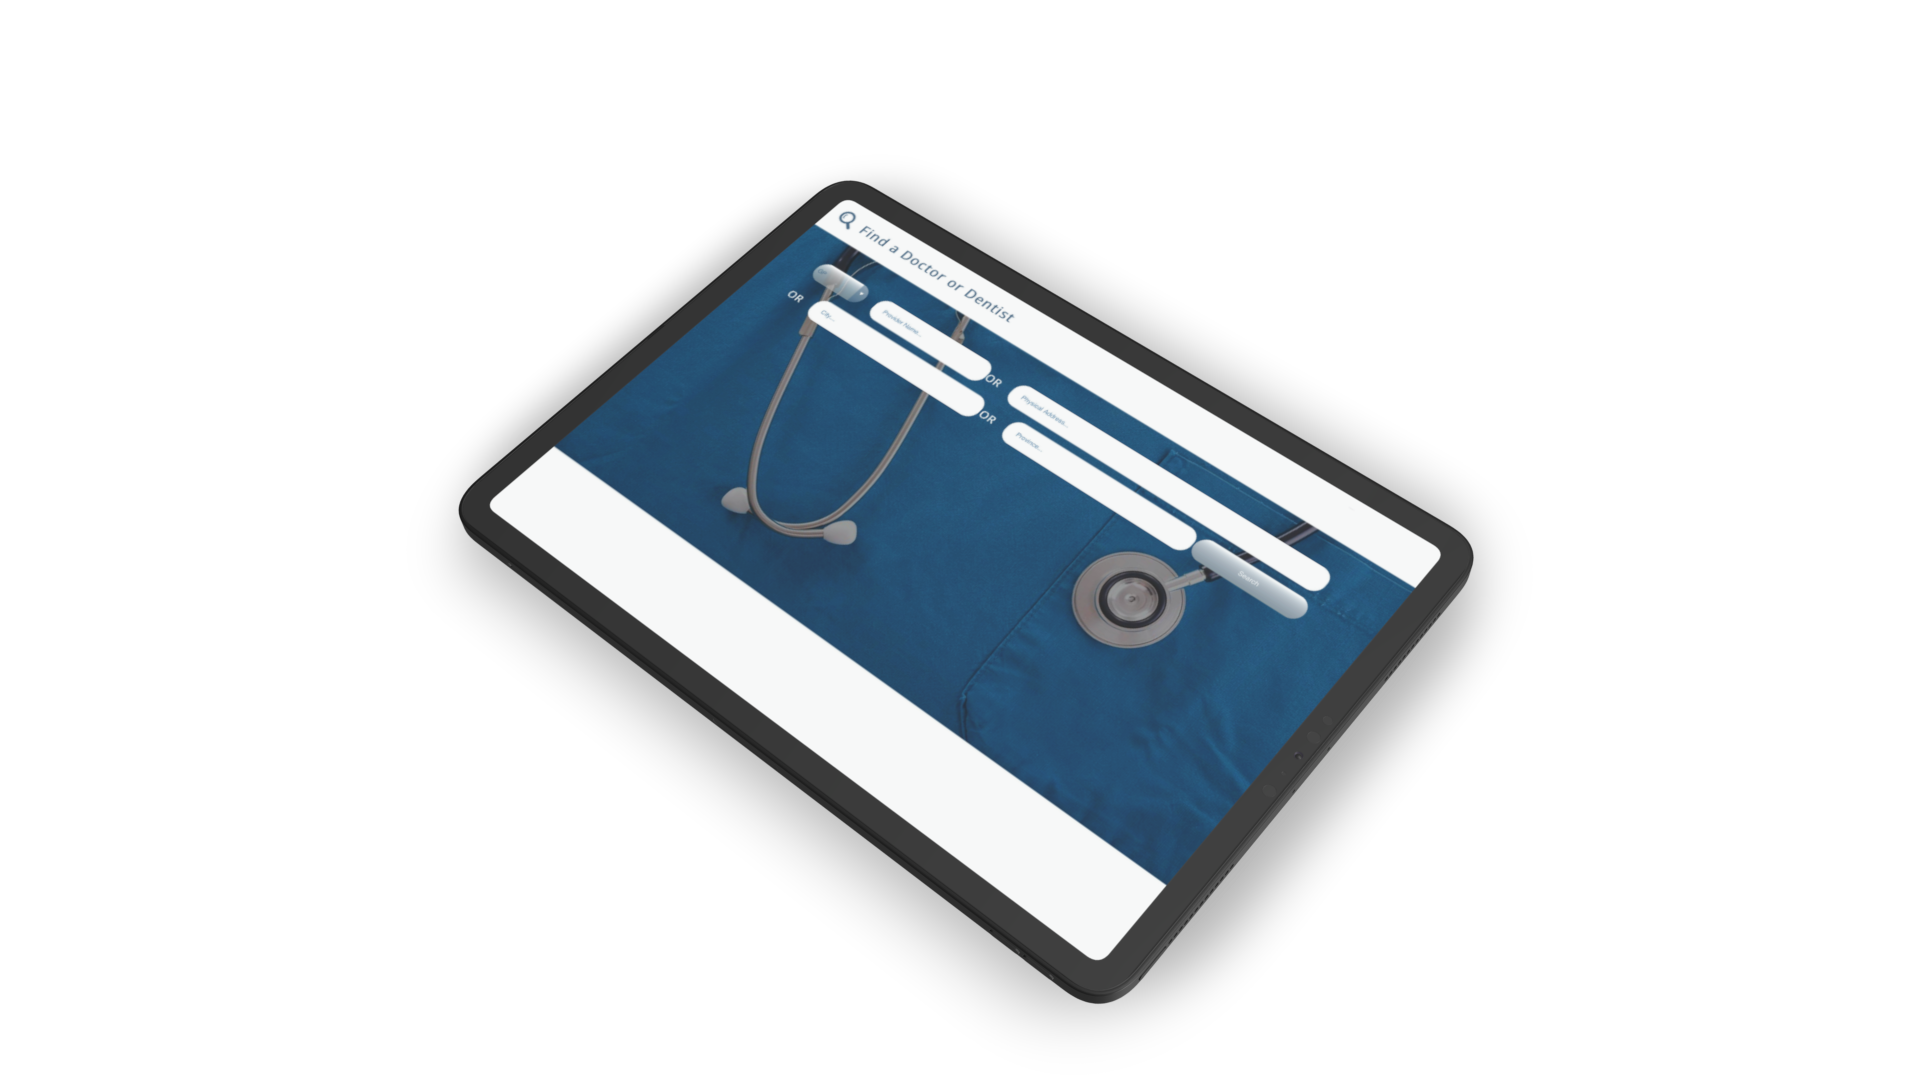 Find a Doctor or Dentist
Provider Name...
OR
Physical Address...
OR
City...
OR
Province...
Search